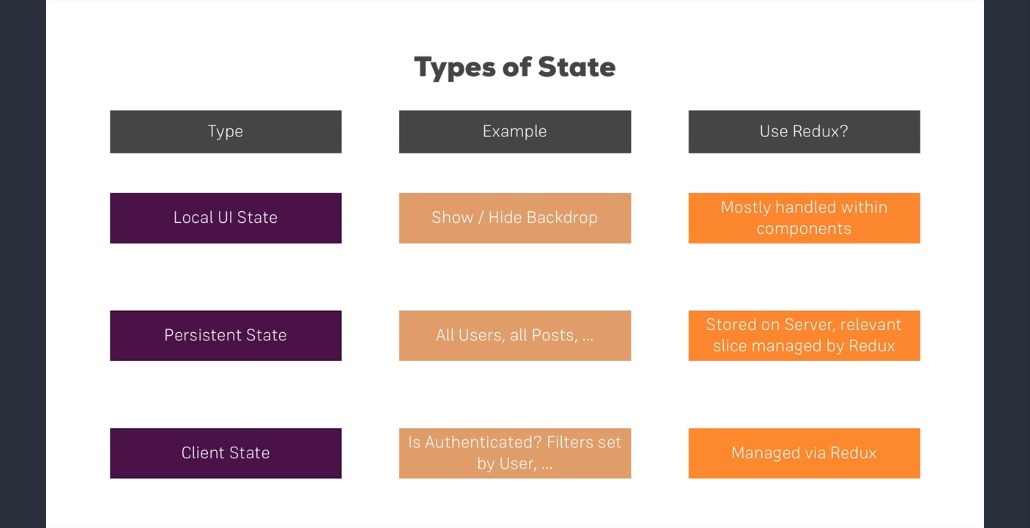 Types of State
Type
Example
Use Redux?
Local UI State
Show / Hide Backdrop
Mostly handled within
components
Persistent State
All Users, all Posts, ...
Stored on Server, relevant
slice managed by Redux
Client State
Is Authenticated? Filters set
by User, ...
Managed via Redux